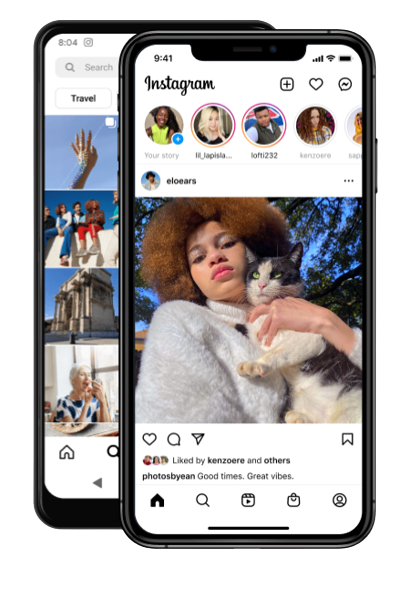 8:04
Search
Travel
9:41
Instagram
Your story
lil_lapisla...
lofti232
kenzoere
sap
eloears
Liked by kenzoere and others
photosbyean Good times. Great vibes.